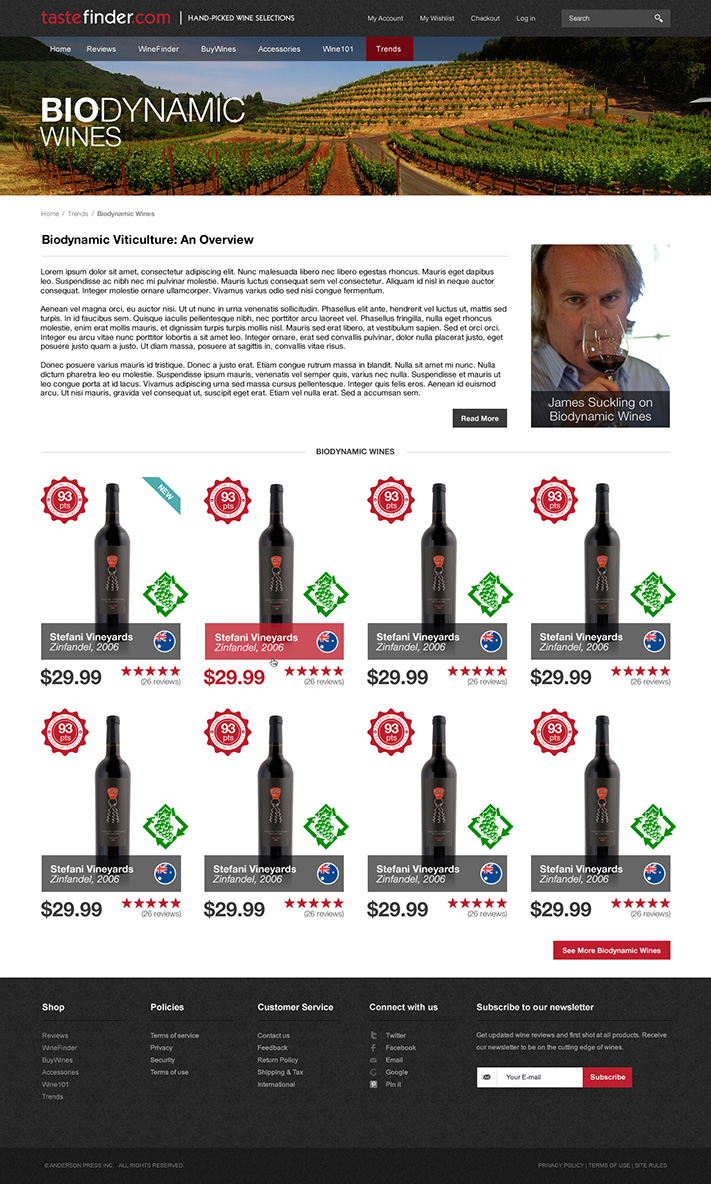 tastefinder.com | HAND-PICKED WINE SELECTIONS
My Account My Wishlist Checkout Log in Search
Home Reviews WineFinder BuyWines Accessories Wine101 Trends
BIODYNAMIC
WINES
Home / Trends / Biodynamic Wines
Biodynamic Viticulture: An Overview
Lorem ipsum dolor sit amet, consectetur adipiscing elit. Nunc malesuada libero nec libero egestas rhoncus. Mauris eget dapibus
leo. Suspendisse ac nibh nec mi pulvinar molestie. Mauris luctus consequat sem vel consectetur. Aliquam id nisl in neque auctor
consequat. Integer molestie ornare ullamcorper. Vivamus varius odio sed nisi congue fermentum.
Aenean vel magna orci, eu auctor nisi. Ut ut nunc in urna venenatis sollicitudin. Phasellus elit ante, hendrerit vel luctus ut, mattis sed
turpis. In id faucibus sem. Quisque iaculis pellentesque nibh, nec porttitor arcu laoreet vel. Phasellus fringilla, nulla eget rhoncus
molestie, enim erat mollis mauris, et dignissim turpis turpis mollis nisl. Mauris sed erat libero, at vestibulum sapien. Sed et orci orci.
Integer eu arcu vitae nunc porttitor lobortis a sit amet leo. Integer ornare, erat sed convallis pulvinar, dolor nulla placerat justo, eget
posuere justo quam a justo. Ut diam massa, posuere at sagittis in, convallis vitae risus.
Donec posuere varius mauris id tristique. Donec a justo erat. Etiam congue rutrum massa in blandit. Nulla sit amet mi nunc. Nulla
dictum pharetra leo eu molestie. Suspendisse ipsum mauris, venenatis vel semper quis, varius nec nulla. Suspendisse et mauris ut
leo congue porta at id lacus. Vivamus adipiscing urna sed massa cursus pellentesque. Integer quis felis eros. Aenean id euismod
arcu. Ut nisi mauris, gravida vel consequat ut, suscipit eget erat. Etiam vel nulla erat. Sed a accumsan sem.
Read More
James Suckling on
Biodynamic Wines
BIODYNAMIC WINES
93 pts NEW
Stefani Vineyards
Zinfandel, 2006
$29.99 (26 reviews)
93 pts
Stefani Vineyards
Zinfandel, 2006
$29.99 (26 reviews)
93 pts
Stefani Vineyards
Zinfandel, 2006
$29.99 (26 reviews)
93 pts
Stefani Vineyards
Zinfandel, 2006
$29.99 (26 reviews)
93 pts
Stefani Vineyards
Zinfandel, 2006
$29.99 (26 reviews)
93 pts
Stefani Vineyards
Zinfandel, 2006
$29.99 (26 reviews)
93 pts
Stefani Vineyards
Zinfandel, 2006
$29.99 (26 reviews)
93 pts
Stefani Vineyards
Zinfandel, 2006
$29.99 (26 reviews)
See More Biodynamic Wines
Shop
Reviews
WineFinder
BuyWines
Accessories
Wine101
Trends
Policies
Terms of service
Privacy
Security
Terms of use
Customer Service
Contact us
Feedback
Return Policy
Shipping & Tax
International
Connect with us
Twitter
Facebook
Email
Google
Pin it
Subscribe to our newsletter
Get updated wine reviews and first shot at all products. Receive
our newsletter to be on the cutting edge of wines.
Your E-mail Subscribe
© ANDERSON PRESS INC. ALL RIGHTS RESERVED.
PRIVACY POLICY | TERMS OF USE | SITE RULES